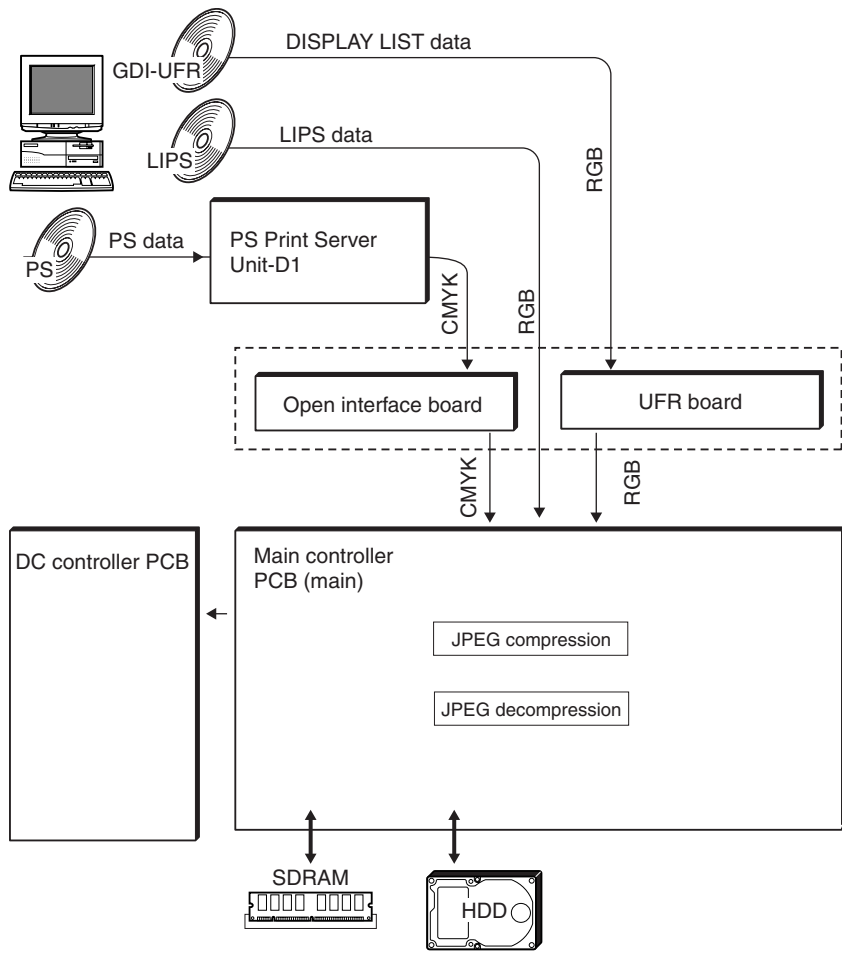 DISPLAY LIST data
GDI-UFR
LIPS data
LIPS
RGB
PS data
PS
PS Print Server
Unit-D1
CMYK
RGB
Open interface board
UFR board
CMYK
RGB
DC controller PCB
Main controller
PCB (main)
JPEG compression
JPEG decompression
SDRAM
HDD